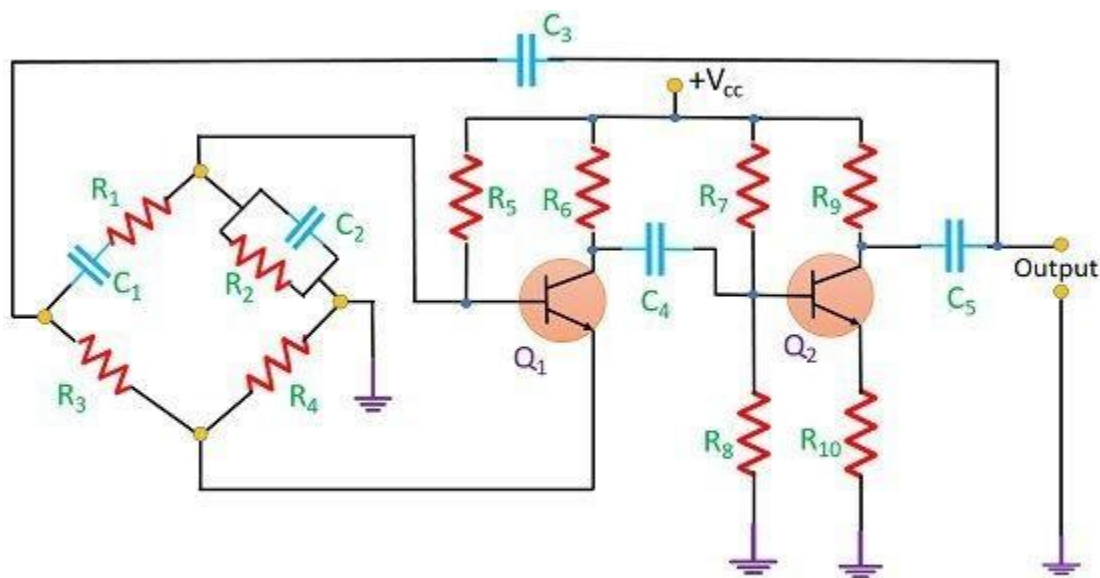 C₃
+Vcc
R₁
C₂
R₅
R₆
R₇
R₉
C₁
R₂
C₄
C₅
Output
Q₁
Q₂
R₃
R₄
R₈
R₁₀